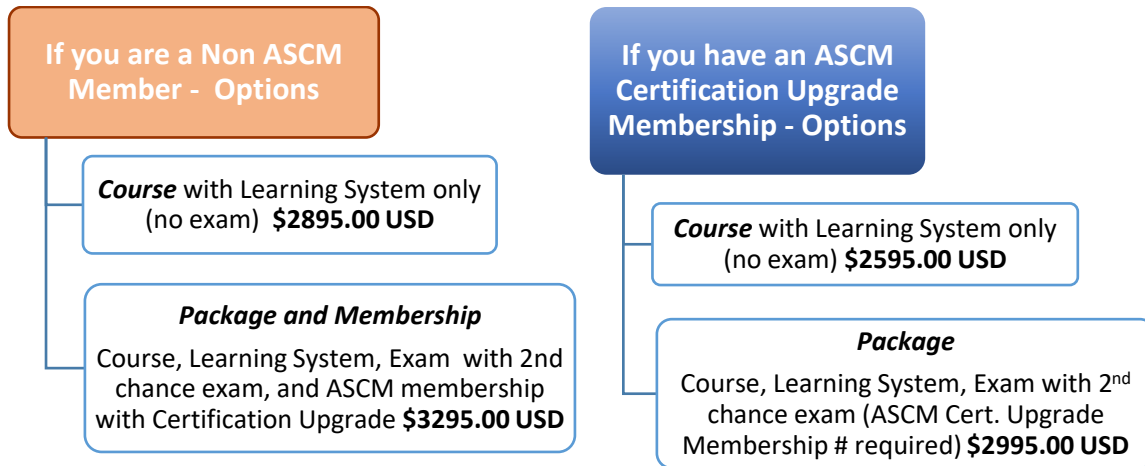 If you are a Non ASCM
Member - Options
Course with Learning System only
(no exam) $2895.00 USD
Package and Membership
Course, Learning System, Exam with 2nd
chance exam, and ASCM membership
with Certification Upgrade $3295.00 USD
If you have an ASCM
Certification Upgrade
Membership - Options
Course with Learning System only
(no exam) $2595.00 USD
Package
Course, Learning System, Exam with 2nd
chance exam (ASCM Cert. Upgrade
Membership # required) $2995.00 USD